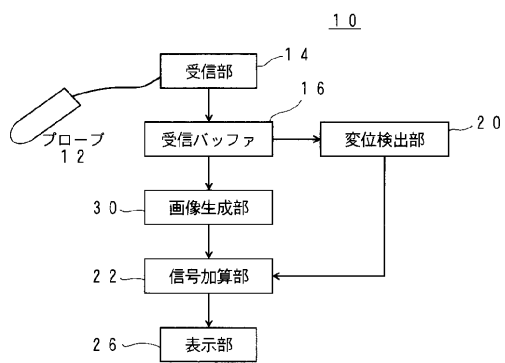 10
受信部
14
プローブ
12
受信バッファ
16
変位検出部
20
画像生成部
30
信号加算部
22
表示部
26